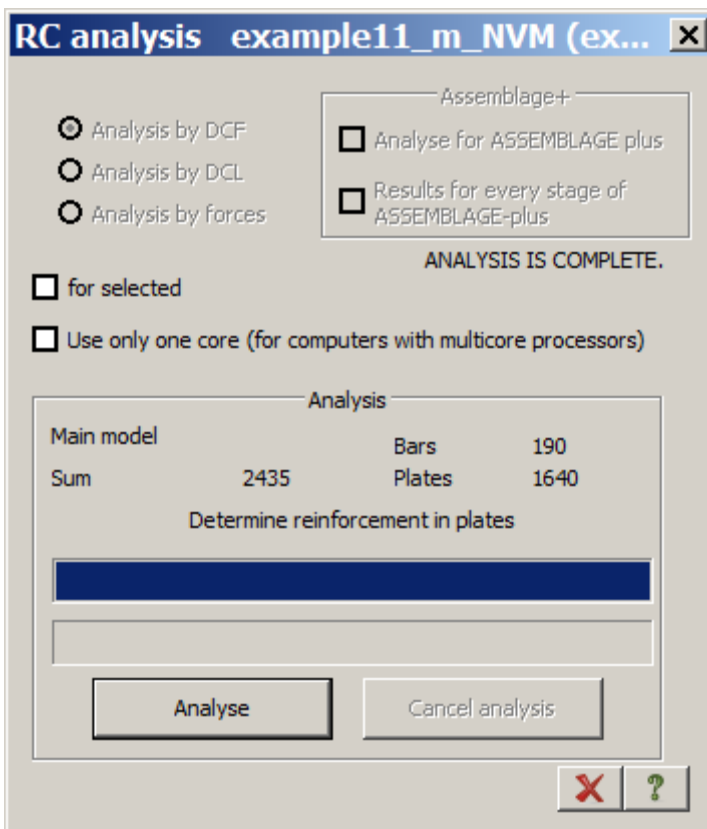 RC analysis example11_m_NVM (ex...
Assemblage+
Analysis by DCF
Analyse for ASSEMBLAGE plus
Analysis by DCL
Results for every stage of
ASSEMBLAGE-plus
Analysis by forces
ANALYSIS IS COMPLETE.
for selected
Use only one core (for computers with multicore processors)
Analysis
Main model
Bars 190
Sum 2435 Plates 1640
Determine reinforcement in plates
Analyse Cancel analysis